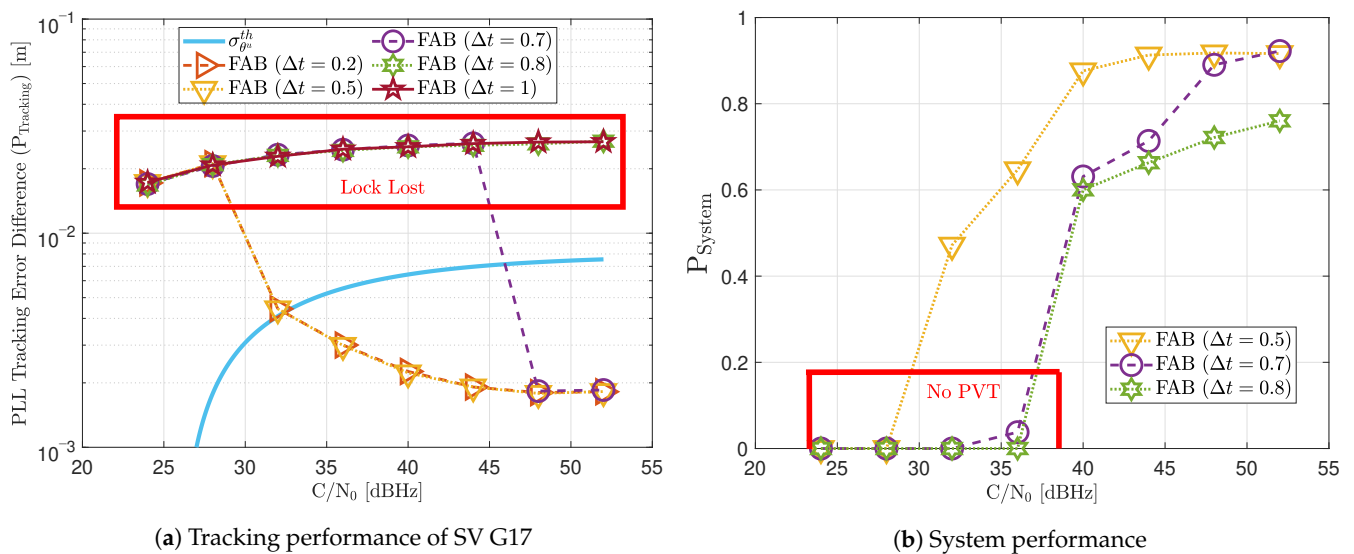 PLL Tracking Error Difference (P_Tracking) [m]
10^-1
10^-2
10^-3
σ_θᵘ^th
FAB (Δt = 0.2)
FAB (Δt = 0.5)
FAB (Δt = 0.7)
FAB (Δt = 0.8)
FAB (Δt = 1)
Lock Lost
20 25 30 35 40 45 50 55
C/N₀ [dBHz]
(a) Tracking performance of SV G17
P_System
1
0.8
0.6
0.4
0.2
0
FAB (Δt = 0.5)
FAB (Δt = 0.7)
FAB (Δt = 0.8)
No PVT
20 25 30 35 40 45 50 55
C/N₀ [dBHz]
(b) System performance